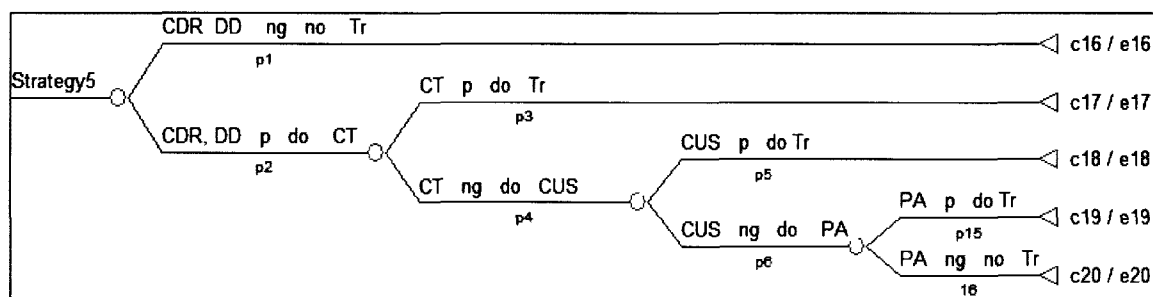 CDR, DD ng no Tr
p1
c16 / e16
Strategy5
CT p do Tr
p3
c17 / e17
CDR, DD p do CT
p2
CUS p do Tr
p5
c18 / e18
CT ng do CUS
p4
PA p do Tr
p15
c19 / e19
CUS ng do PA
p6
PA ng no Tr
16
c20 / e20